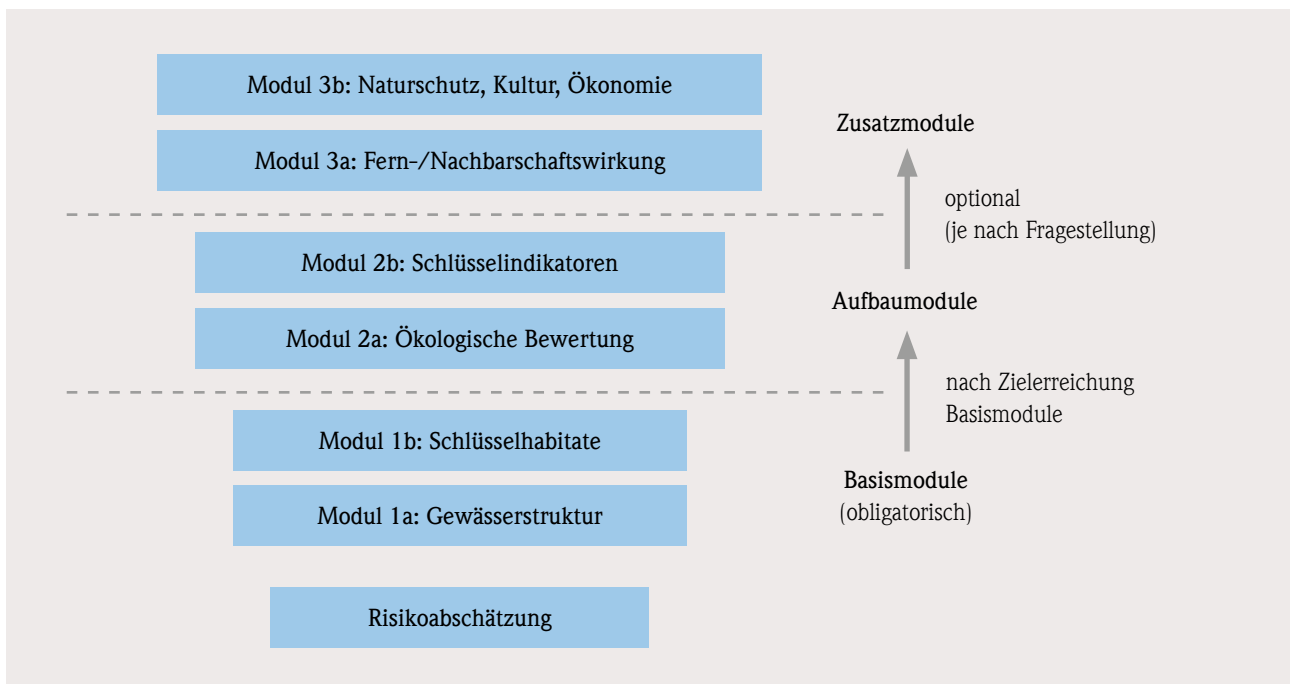 Modul 3b: Naturschutz, Kultur, Ökonomie
Modul 3a: Fern-/Nachbarschaftswirkung
Modul 2b: Schlüsselindikatoren
Modul 2a: Ökologische Bewertung
Modul 1b: Schlüsselhabitate
Modul 1a: Gewässerstruktur
Risikoabschätzung
Zusatzmodule
optional
(je nach Fragestellung)
Aufbaumodule
nach Zielerreichung
Basismodule
Basismodule
(obligatorisch)